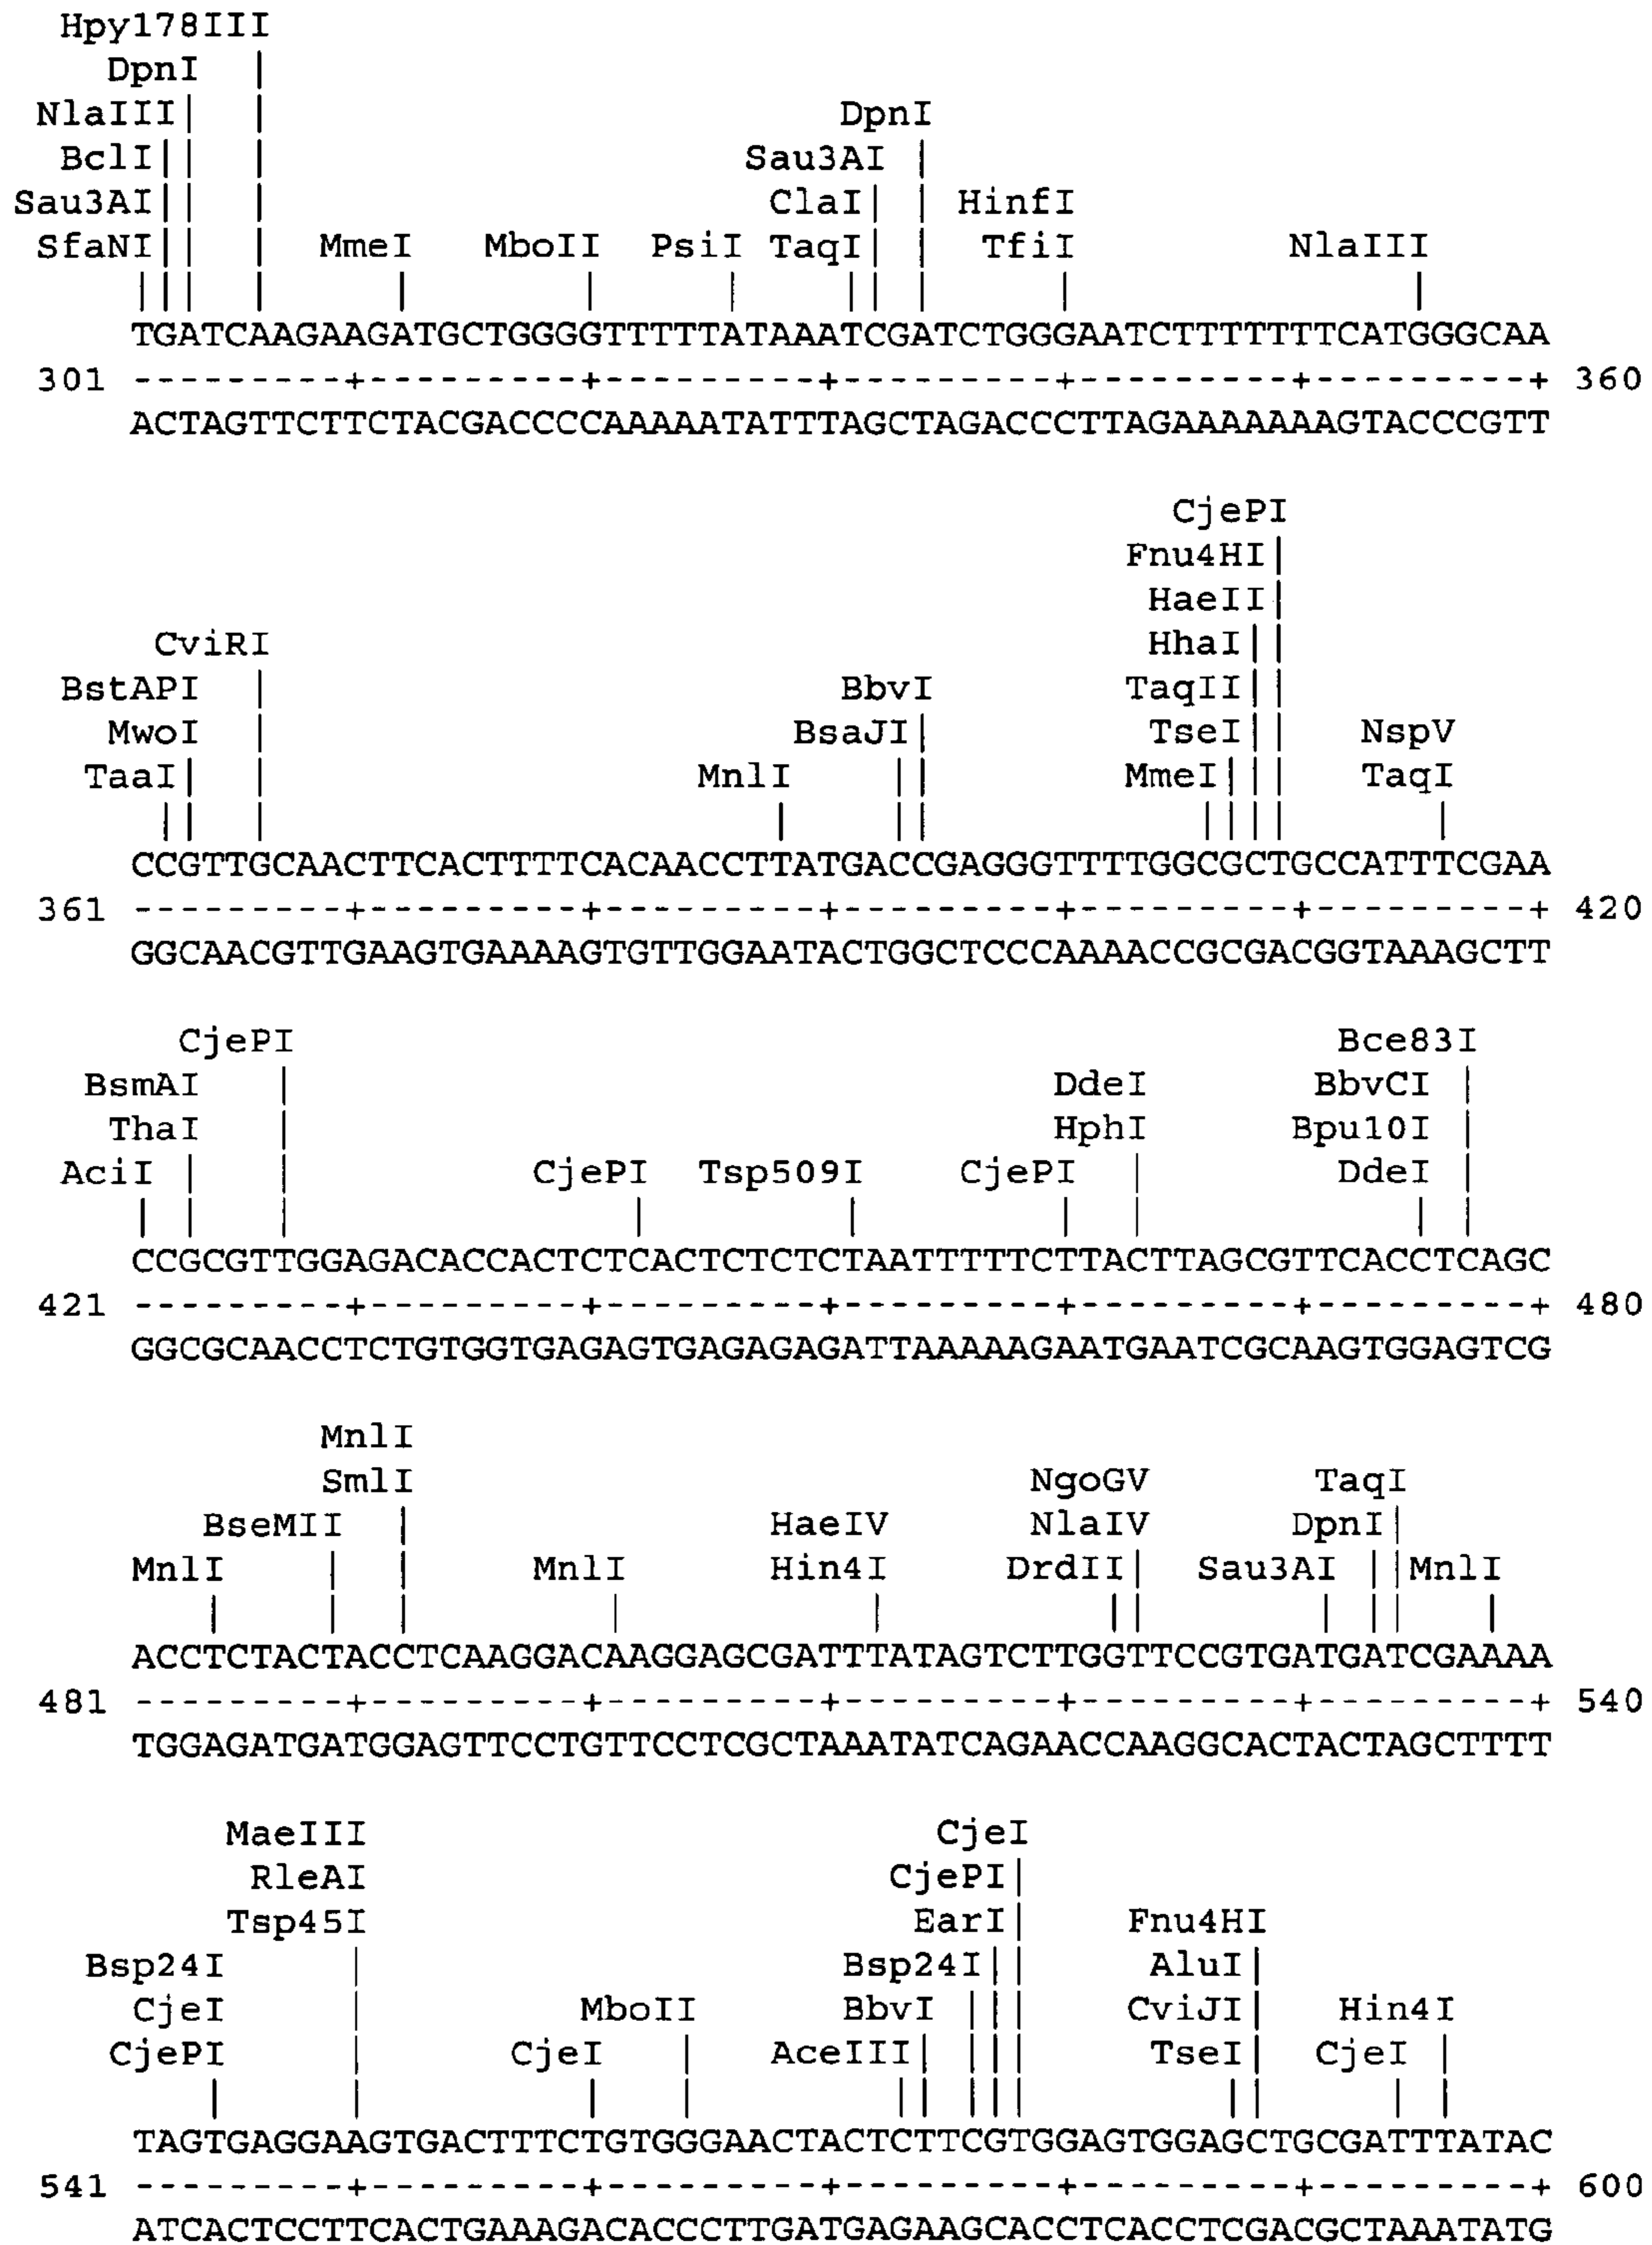 Hpy178III
DpnI
NlaIII DpnI
BclI Sau3AI
Sau3AI ClaI HinfI
SfaNI MmeI MboII PsiI TaqI TfiI NlaIII
TGATCAAGAAGATGCTGGGGTTTTTATAAATCGATCTGGGAATCTTTTTTTCATGGGCAA
301 ---------+---------+---------+---------+---------+---------+ 360
ACTAGTTCTTCTACGACCCCAAAAATATTTAGCTAGACCCTTAGAAAAAAAGTACCCGTT
CjePI
Fnu4HI
HaeII
CviRI HhaI
BstAPI BbvI TaqII
MwoI BsaJI TseI NspV
TaaI MnlI MmeI TaqI
CCGTTGCAACTTCACTTTTCACAACCTTATGACCGAGGGTTTTGGCGCTGCCATTTCGAA
361 ---------+---------+---------+---------+---------+---------+ 420
GGCAACGTTGAAGTGAAAAGTGTTGGAATACTGGCTCCCAAAACCGCGACGGTAAAGCTT
CjePI Bce83I
BsmAI DdeI BbvCI
ThaI HphI Bpu10I
AciI CjePI Tsp509I CjePI DdeI
CCGCGTTGGAGACACCACTCTCACTCTCTCTAATTTTTCTTACTTAGCGTTCACCTCAGC
421 ---------+---------+---------+---------+---------+---------+ 480
GGCGCAACCTCTGTGGTGAGAGTGAGAGAGATTAAAAAGAATGAATCGCAAGTGGAGTCG
MnlI
SmlI NgoGV TaqI
BseMII HaeIV NlaIV DpnI
MnlI MnlI Hin4I DrdII Sau3AI MnlI
ACCTCTACTACCTCAAGGACAAGGAGCGATTTATAGTCTTGGTTCCGTGATGATCGAAAA
481 ---------+---------+---------+---------+---------+---------+ 540
TGGAGATGATGGAGTTCCTGTTCCTCGCTAAATATCAGAACCAAGGCACTACTAGCTTTT
MaeIII CjeI
RleAI CjePI
Tsp45I EarI Fnu4HI
Bsp24I Bsp24I AluI
CjeI MboII BbvI CviJI Hin4I
CjePI CjeI AceIII TseI CjeI
TAGTGAGGAAGTGACTTTCTGTGGGAACTACTCTTCGTGGAGTGGAGCTGCGATTTATAC
541 ---------+---------+---------+---------+---------+---------+ 600
ATCACTCCTTCACTGAAAGACACCCTTGATGAGAAGCACCTCACCTCGACGCTAAATATG